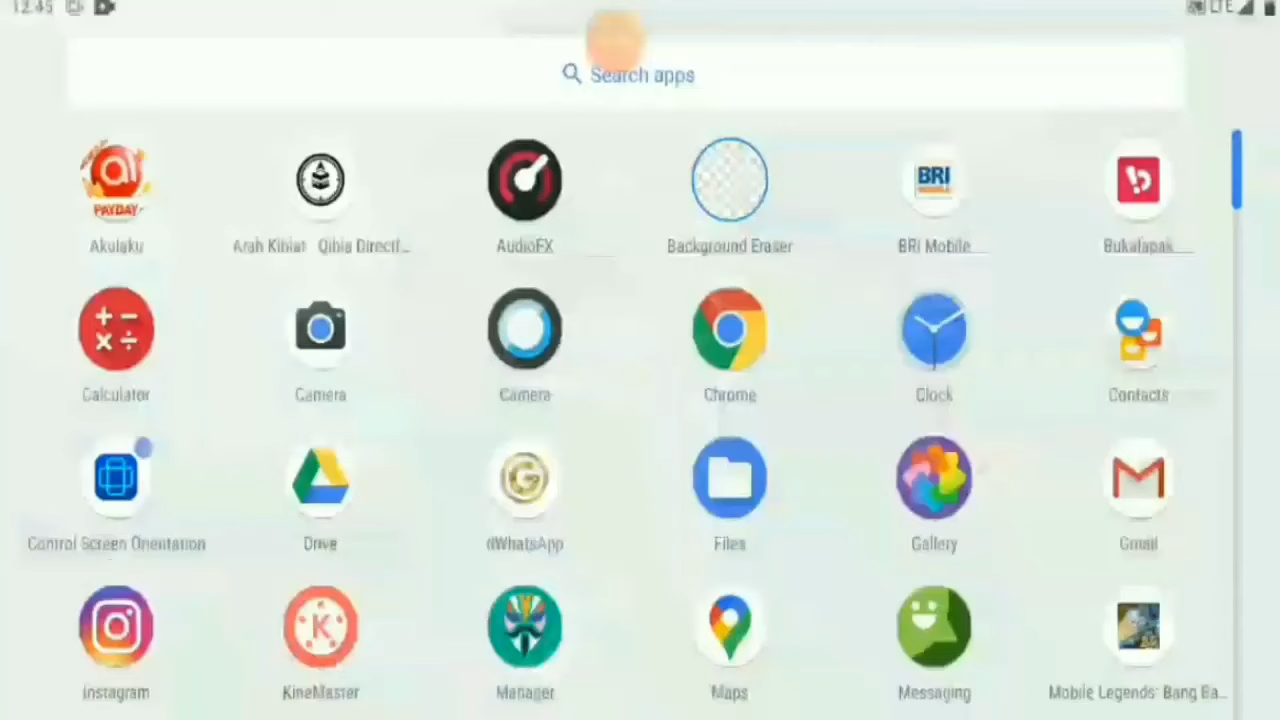 12.45
LTE
Search apps
PAYDAY
BRI
Akulaku
Arah Kiblat Qibla Directi...
AudioFX
Background Eraser
BRI Mobile
Bukalapak
Calculator
Camera
Camera
Chrome
Clock
Contacts
Control Screen Orientation
Drive
dWhatsApp
Files
Gallery
Gmail
K
Instagram
KineMaster
Manager
Maps
Messaging
Mobile Legends: Bang Ba...